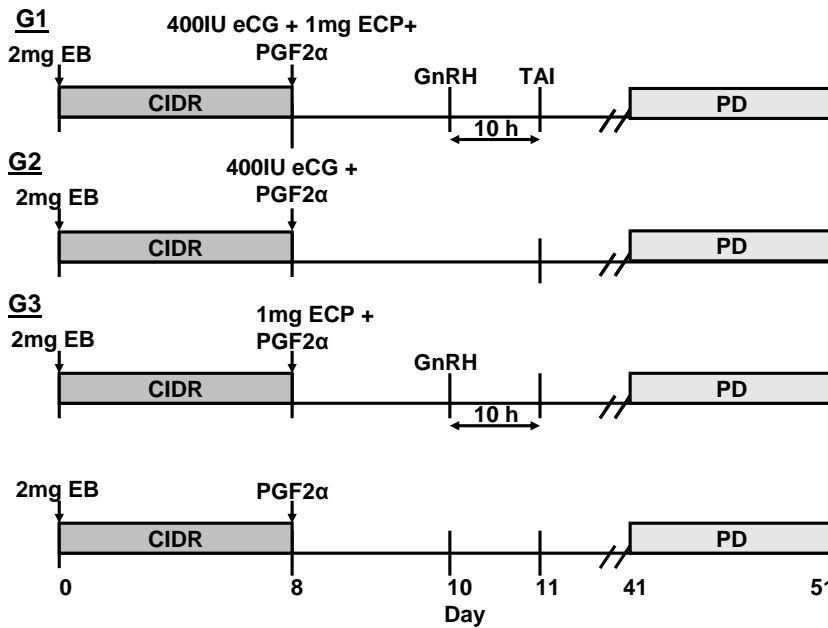 G1
400IU eCG + 1mg ECP+
2mg EB
PGF2α
GnRH
TAI
CIDR
PD
10 h
G2
400IU eCG +
2mg EB
PGF2α
CIDR
PD
G3
1mg ECP +
2mg EB
PGF2α
GnRH
CIDR
PD
10 h
2mg EB
PGF2α
CIDR
PD
0
8
10
11
41
51
Day